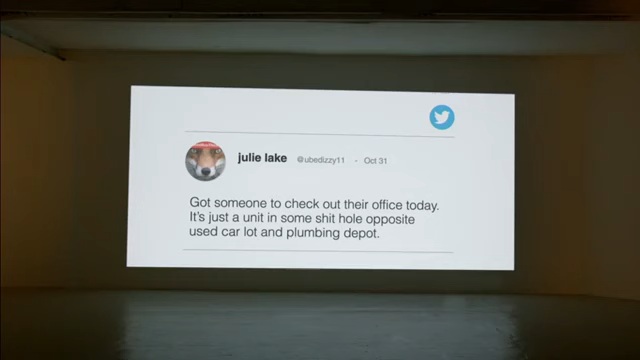 julie lake @ubedizzy11 · Oct 31
Got someone to check out their office today.
It's just a unit in some shit hole opposite
used car lot and plumbing depot.